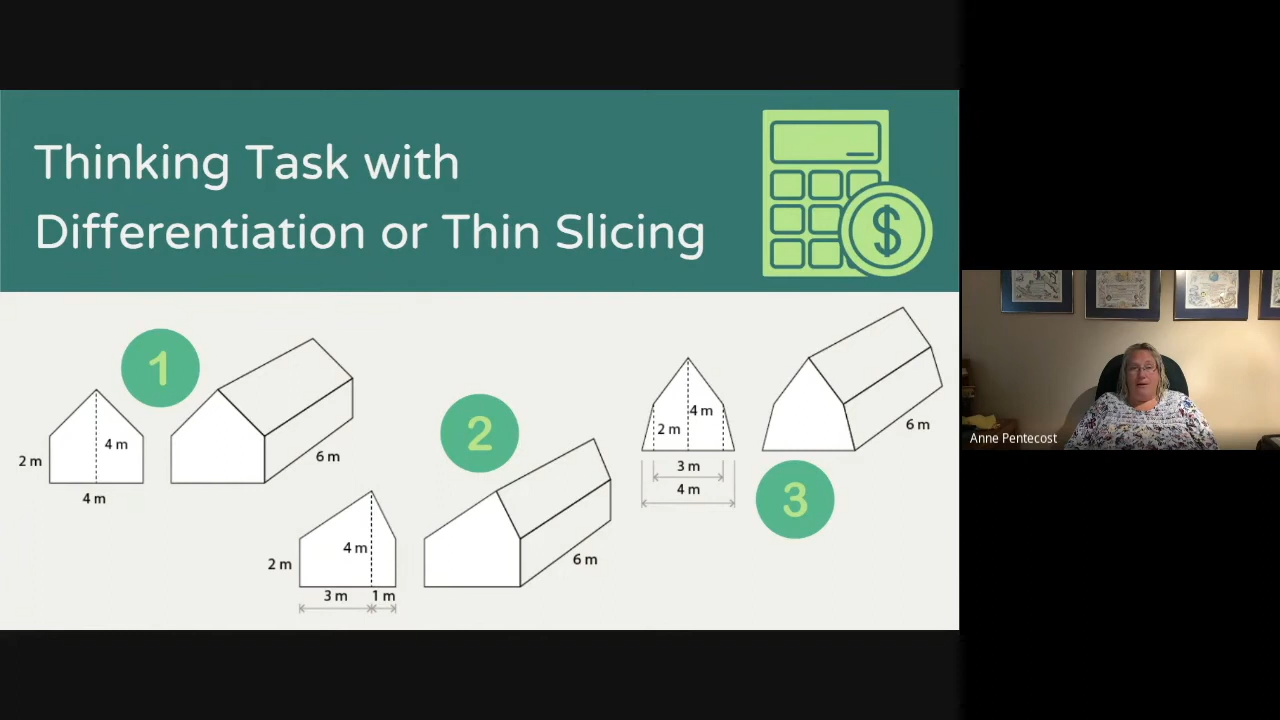 Thinking Task with
Differentiation or Thin Slicing
$
1
4 m
2 m
6 m
4 m
2
4 m
2 m
6 m
3 m 1 m
4 m
2 m
6 m
3 m
4 m
3
Anne Pentecost